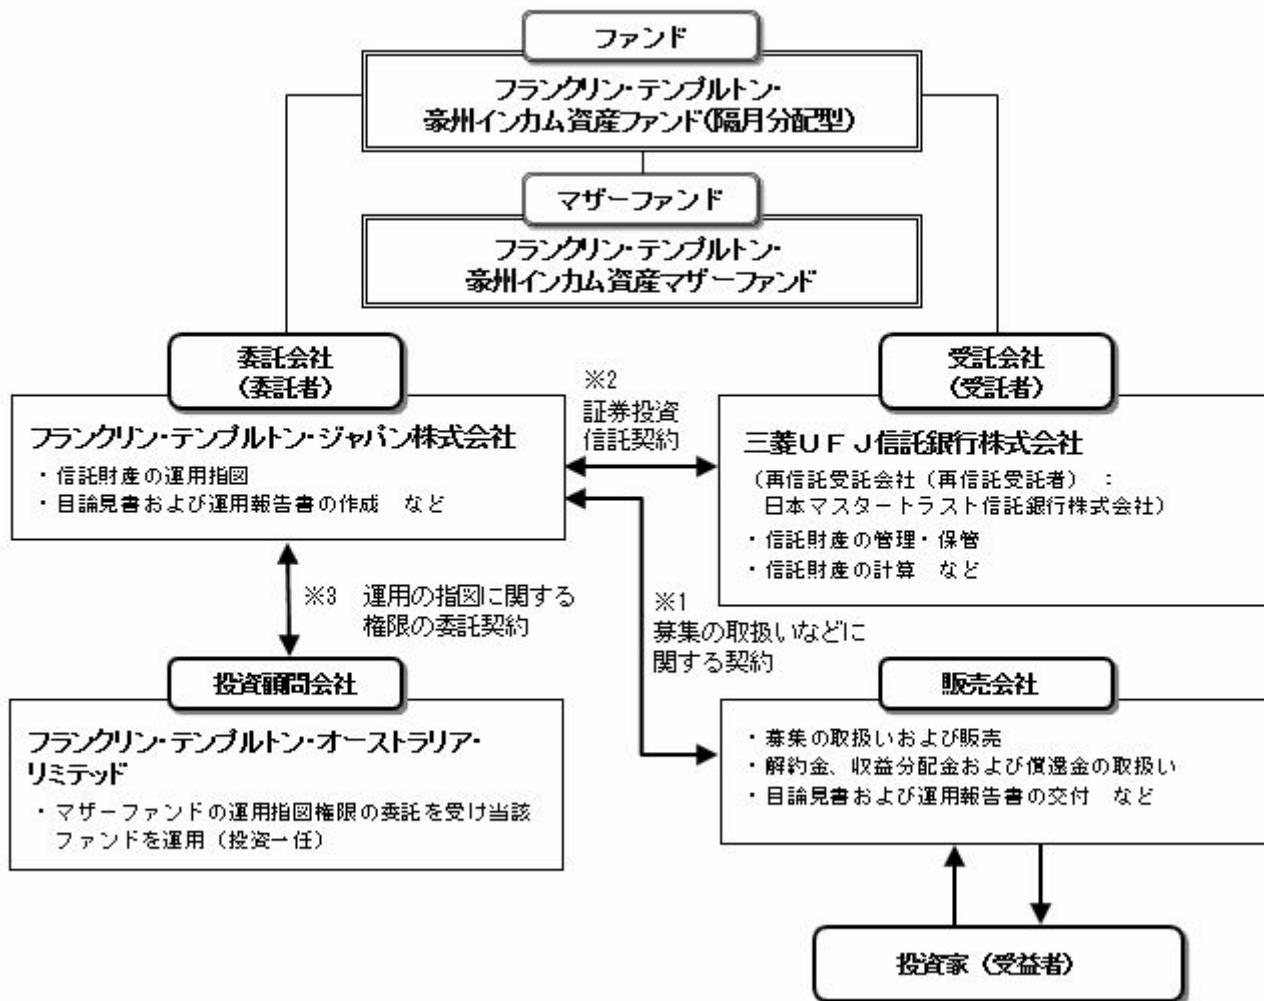 ファンド
フランクリン・テンプルトン・
豪州インカム資産ファンド(隔月分配型)
マザーファンド
フランクリン・テンプルトン・
豪州インカム資産マザーファンド
委託会社
(委託者)
フランクリン・テンプルトン・ジャパン株式会社
・信託財産の運用指図
・目論見書および運用報告書の作成　など
※2
証券投資
信託契約
受託会社
(受託者)
三菱ＵＦＪ信託銀行株式会社
(再信託受託会社(再信託受託者)　:
日本マスタートラスト信託銀行株式会社)
・信託財産の管理・保管
・信託財産の計算　など
※3　運用の指図に関する
権限の委託契約
※1
募集の取扱いなどに
関する契約
投資顧問会社
フランクリン・テンプルトン・オーストラリア・
リミテッド
・マザーファンドの運用指図権限の委託を受け当該
ファンドを運用(投資一任)
販売会社
・募集の取扱いおよび販売
・解約金、収益分配金および償還金の取扱い
・目論見書および運用報告書の交付　など
投資家(受益者)